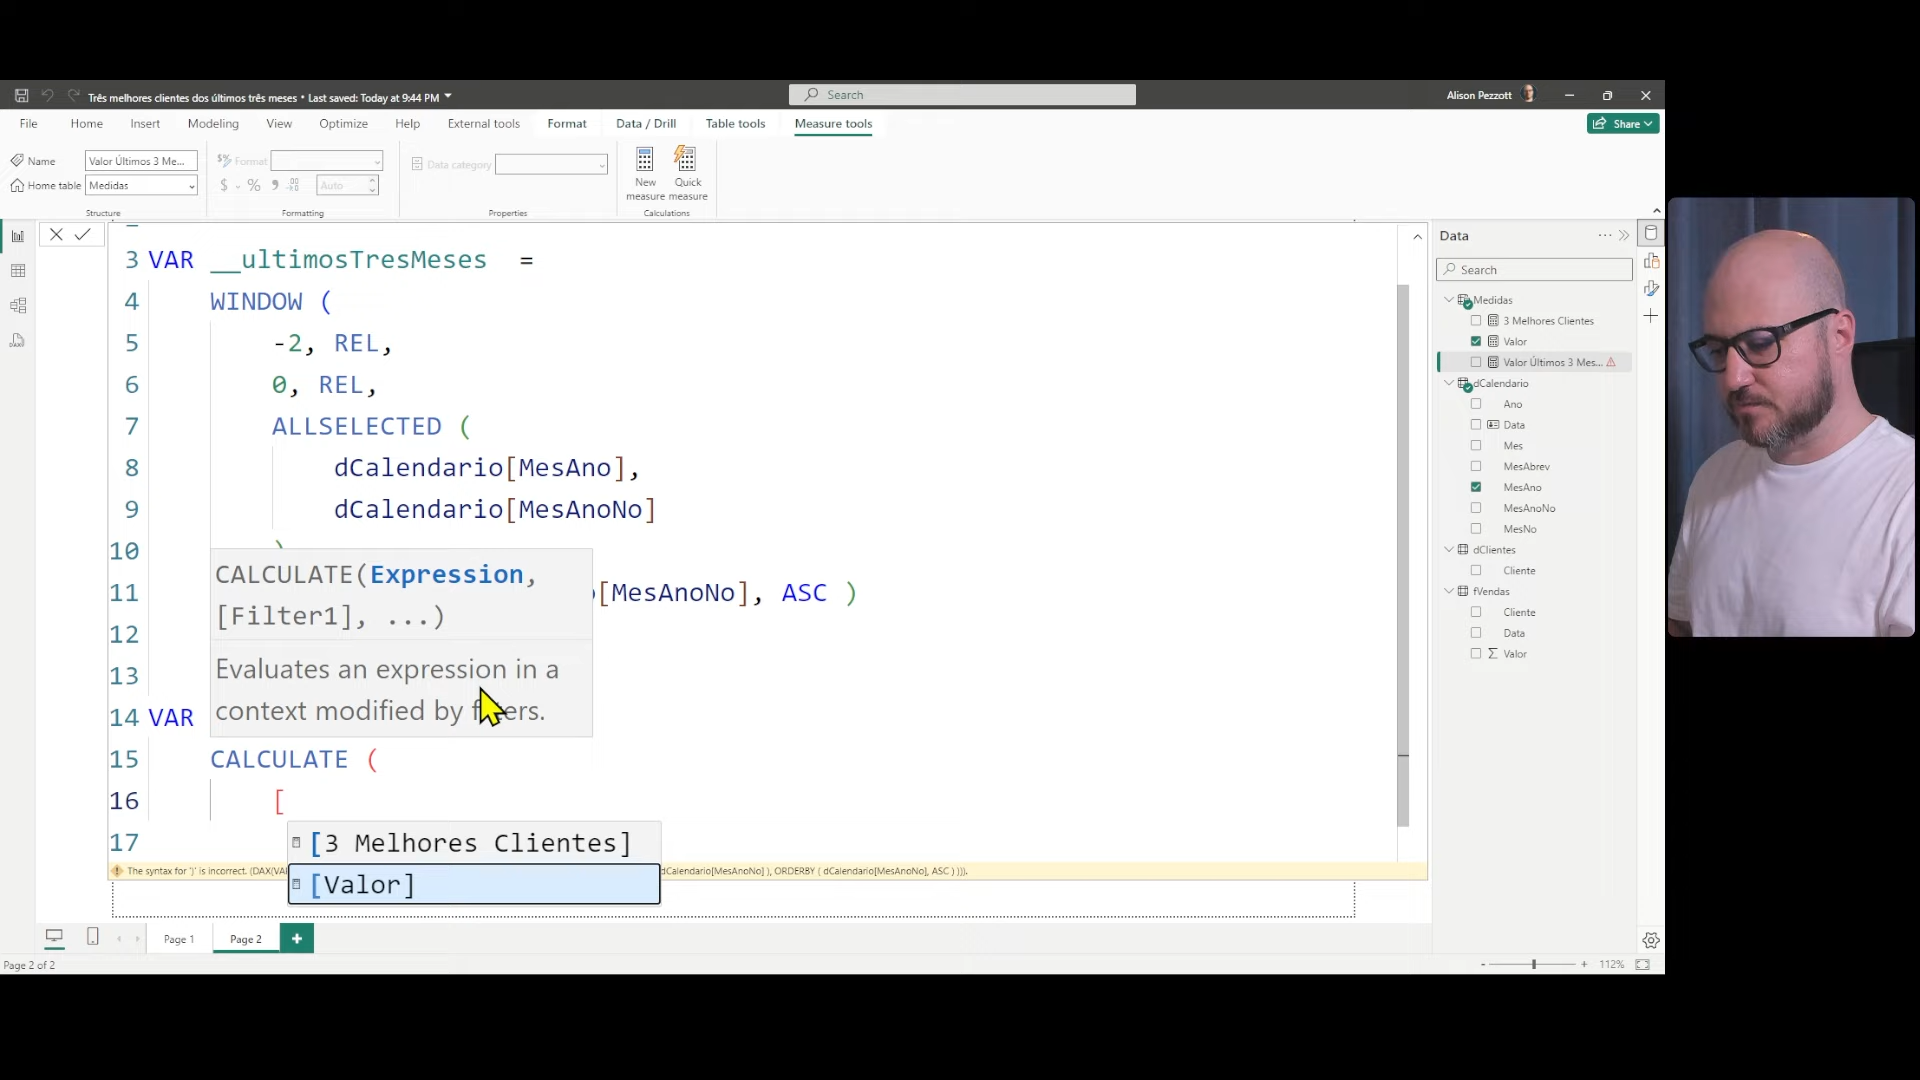 Três melhores clientes dos últimos três meses • Last saved: Today at 9:44 PM
Search
Alison Pezzott
File Home Insert Modeling View Optimize Help External tools Format Data / Drill Table tools Measure tools
Share
Name Valor Últimos 3 Me...
Home table Medidas
Structure
Format
$ % Auto
Formatting
Data category
Properties
New measure
Quick measure
Calculations
3 VAR __ultimosTresMeses =
4 WINDOW (
5 -2, REL,
6 0, REL,
7 ALLSELECTED (
8 dCalendario[MesAno],
9 dCalendario[MesAnoNo]
10 )
11 [MesAnoNo], ASC )
12
13
14 VAR
15 CALCULATE (
16 [
17
CALCULATE(Expression,
[Filter1], ...)
Evaluates an expression in a
context modified by filters.
[3 Melhores Clientes]
[Valor]
The syntax for ')' is incorrect. (DAX(VA dCalendario[MesAnoNo] ), ORDERBY ( dCalendario[MesAnoNo], ASC ) ))).
Data
Search
Medidas
3 Melhores Clientes
Valor
Valor Últimos 3 Mes...
dCalendario
Ano
Data
Mes
MesAbrev
MesAno
MesAnoNo
MesNo
dClientes
Cliente
fVendas
Cliente
Data
Σ Valor
Page 1 Page 2 +
Page 2 of 2
- + 112%